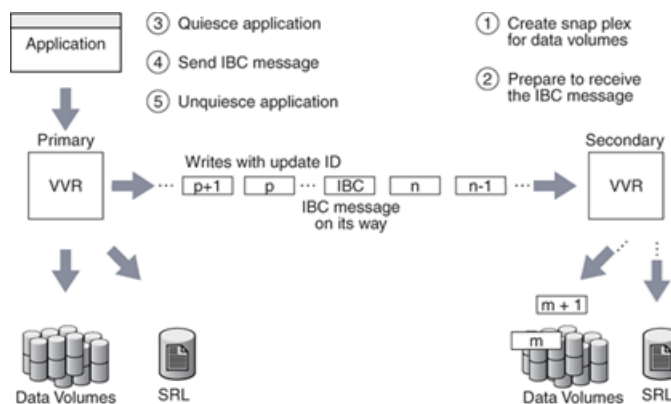 Application
3 Quiesce application
4 Send IBC message
5 Unquiesce application
1 Create snap plex
for data volumes
2 Prepare to receive
the IBC message
Primary
VVR
Writes with update ID
... p+1 p ... IBC n n-1 ...
IBC message
on its way
Secondary
VVR
m + 1
m
Data Volumes
SRL
Data Volumes
SRL